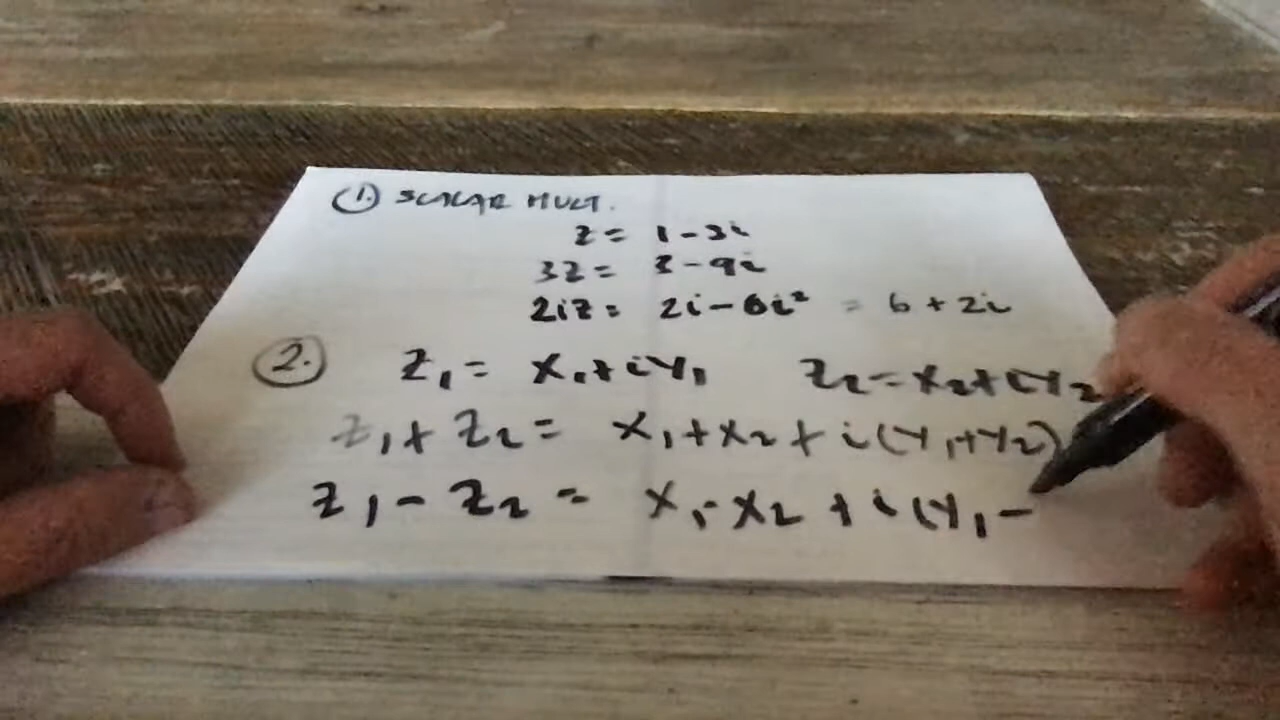 1. SCALAR MULT.
z = 1 - 3i
3z = 3 - 9i
2iz = 2i - 6i² = 6 + 2i
2. z₁ = x₁ + iy₁ z₂ = x₂ + iy₂
z₁ + z₂ = x₁ + x₂ + i(y₁ + y₂)
z₁ - z₂ = x₁ - x₂ + i(y₁ -